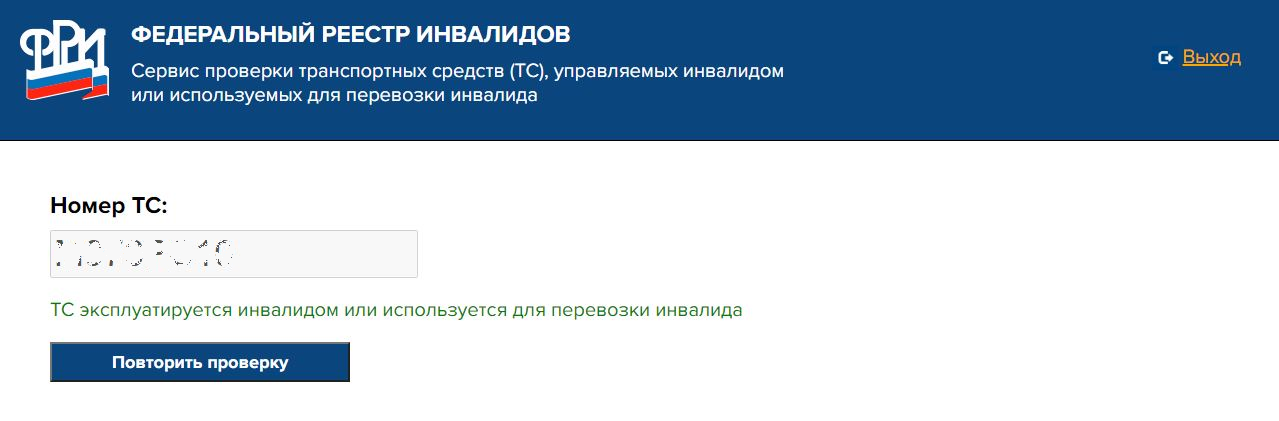 ФРИ
ФЕДЕРАЛЬНЫЙ РЕЕСТР ИНВАЛИДОВ
Сервис проверки транспортных средств (ТС), управляемых инвалидом
или используемых для перевозки инвалида
Выход
Номер ТС:
ТС эксплуатируется инвалидом или используется для перевозки инвалида
Повторить проверку